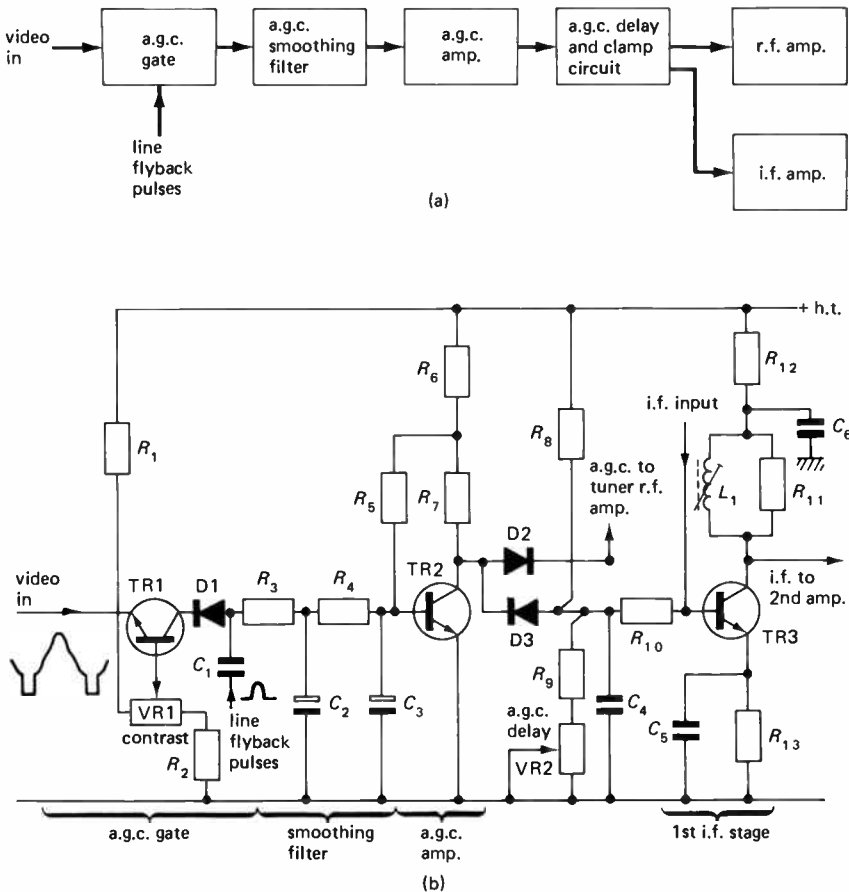 video
in
a.g.c.
gate
a.g.c.
smoothing
filter
a.g.c.
amp.
a.g.c. delay
and clamp
circuit
r.f. amp.
line
flyback
pulses
i.f. amp.
(a)
+ h.t.
R6
R12
i.f. input
C6
R1
R8
R5
R7
a.g.c. to
tuner r.f.
amp.
L1
R11
D2
video
in
TR1
D1
R3
R4
TR2
i.f. to
2nd amp.
D3
R10
TR3
C1
R9
VR1
contrast
line
flyback
pulses
C2
C3
a.g.c.
delay
VR2
C4
C5
R13
R2
a.g.c. gate
smoothing
filter
a.g.c.
amp.
1st i.f. stage
(b)